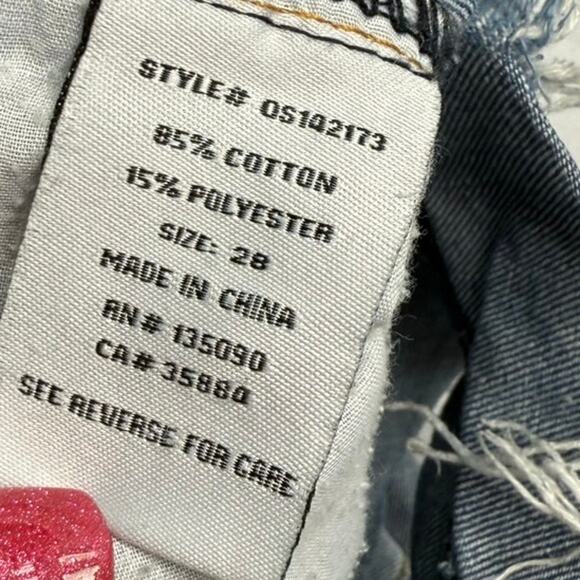 STYLE# OS142173
85% COTTON
15% POLYESTER
SIZE: 28
MADE IN CHINA
RN# 135090
CA# 35884
SEE REVERSE FOR CARE